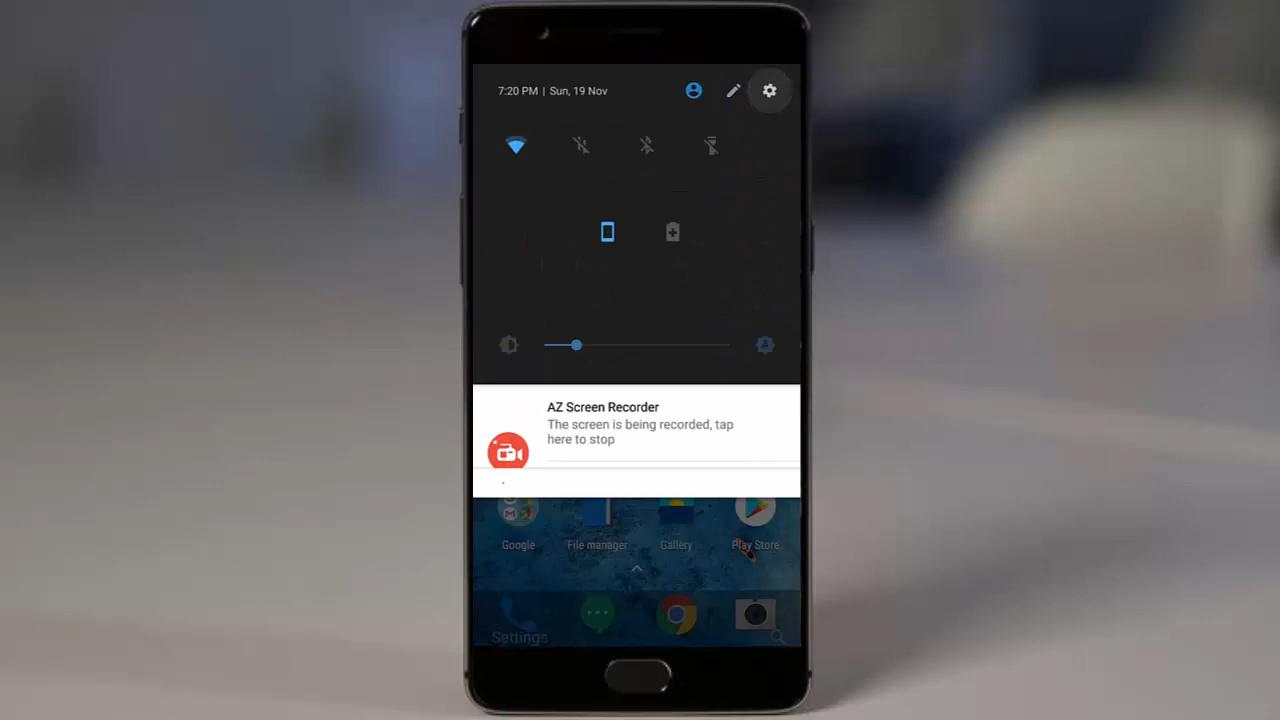 7:20 PM | Sun, 19 Nov
AZ Screen Recorder
The screen is being recorded, tap
here to stop
Google
File manager
Gallery
Play Store
Settings